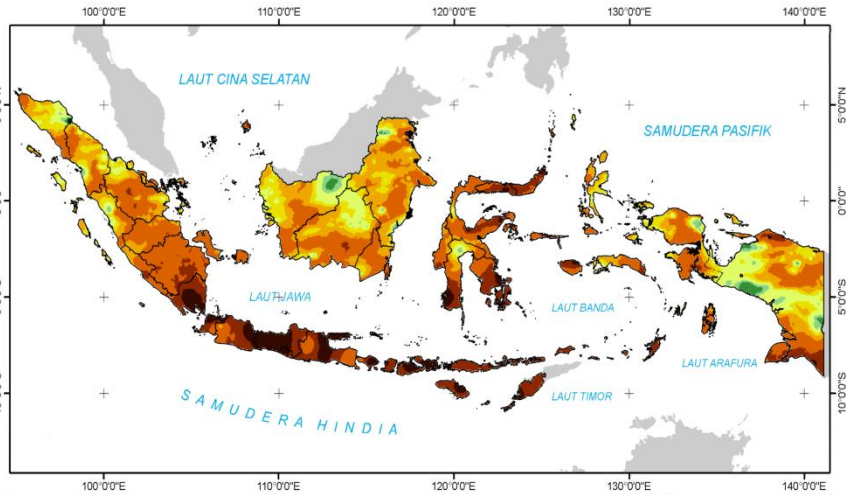 100°0'0"E 110°0'0"E 120°0'0"E 130°0'0"E 140°0'0"E
LAUT CINA SELATAN
5°0'0"N
SAMUDERA PASIFIK
0°0'0"
LAUT JAWA
LAUT BANDA
5°0'0"S
LAUT ARAFURA
LAUT TIMOR
10°0'0"S
SAMUDERA HINDIA
100°0'0"E 110°0'0"E 120°0'0"E 130°0'0"E 140°0'0"E